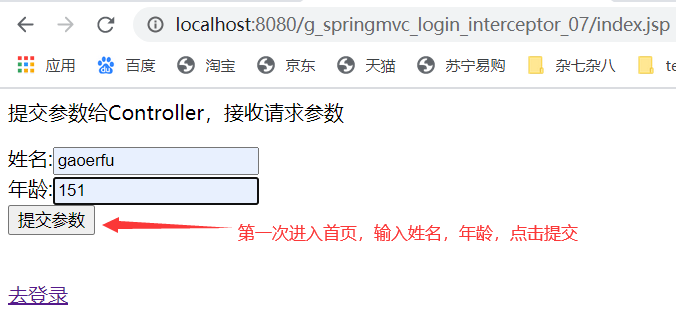 localhost:8080/g_springmvc_login_interceptor_07/index.jsp
应用 百度 淘宝 京东 天猫 苏宁易购 杂七杂八 te
提交参数给Controller，接收请求参数
姓名: gaoerfu
年龄: 151
提交参数
第一次进入首页，输入姓名，年龄，点击提交
去登录